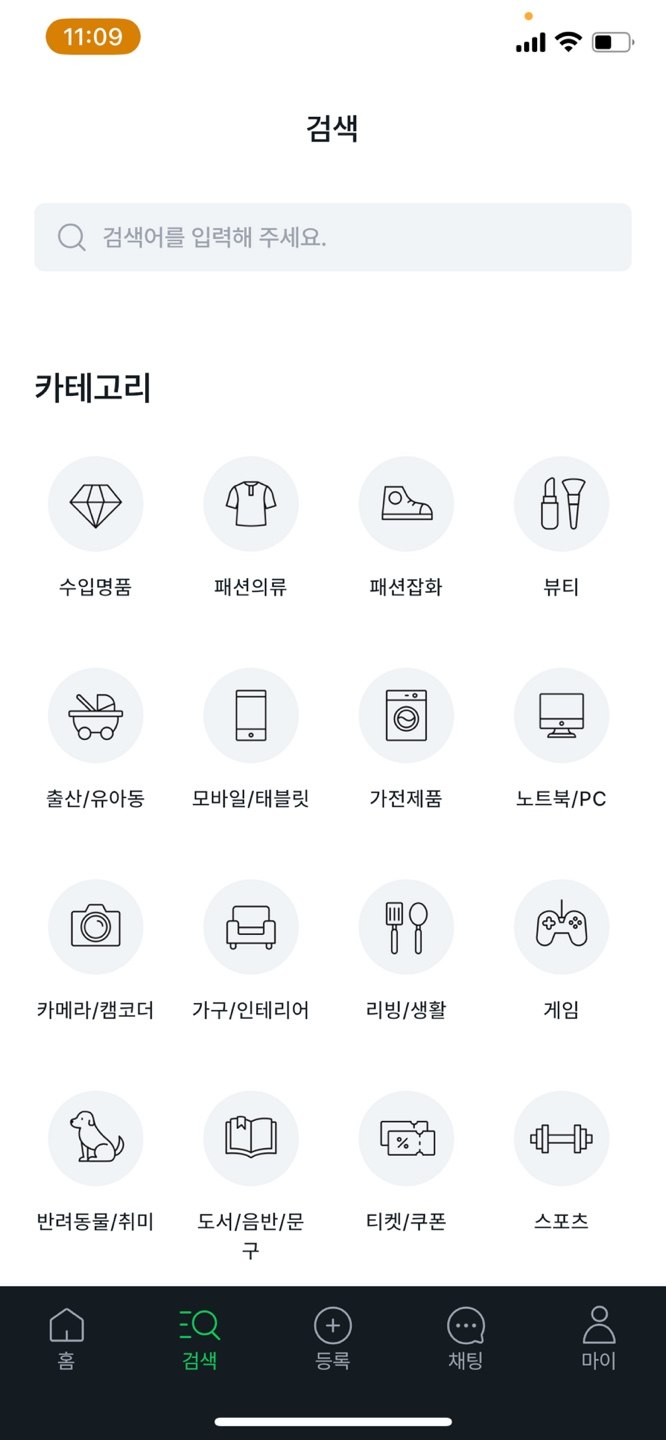 11:09
검색
검색어를 입력해 주세요.
카테고리
수입명품 패션의류 패션잡화 뷰티
출산/유아동 모바일/태블릿 가전제품 노트북/PC
카메라/캠코더 가구/인테리어 리빙/생활 게임
반려동물/취미 도서/음반/문 티켓/쿠폰 스포츠
구
%
홈 검색 등록 채팅 마이